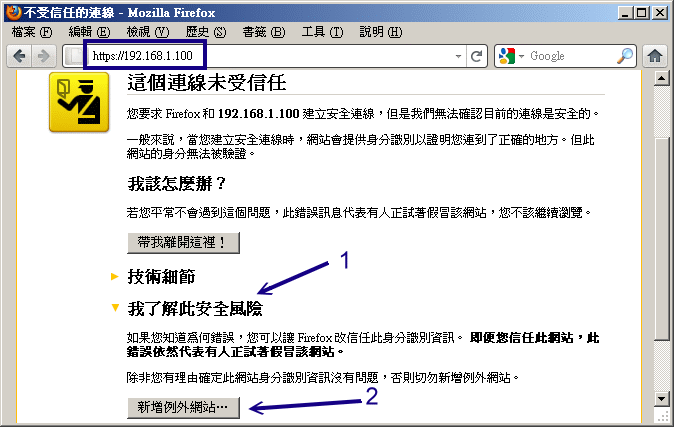 不受信任的連線 - Mozilla Firefox
檔案 (F) 編輯 (E) 檢視 (V) 歷史 (S) 書籤 (B) 工具 (T) 說明 (H)
https://192.168.1.100 Google
這個連線未受信任
您要求 Firefox 和 192.168.1.100 建立安全連線，但是我們無法確認目前的連線是安全的。
一般來說，當您建立安全連線時，網站會提供身分識別以證明您連到了正確的地方。但此
網站的身分無法被驗證。
我該怎麼辦？
若您平常不會遇到這個問題，此錯誤訊息代表有人正試著假冒該網站，您不該繼續瀏覽。
帶我離開這裡！
1
技術細節
我了解此安全風險
如果您知道為何錯誤，您可以讓 Firefox 改信任此身分識別資訊。 即便您信任此網站，此
錯誤依然代表有人正試著假冒該網站。
除非您有理由確定此網站身分識別資訊沒有問題，否則切勿新增例外網站。
新增例外網站… 2